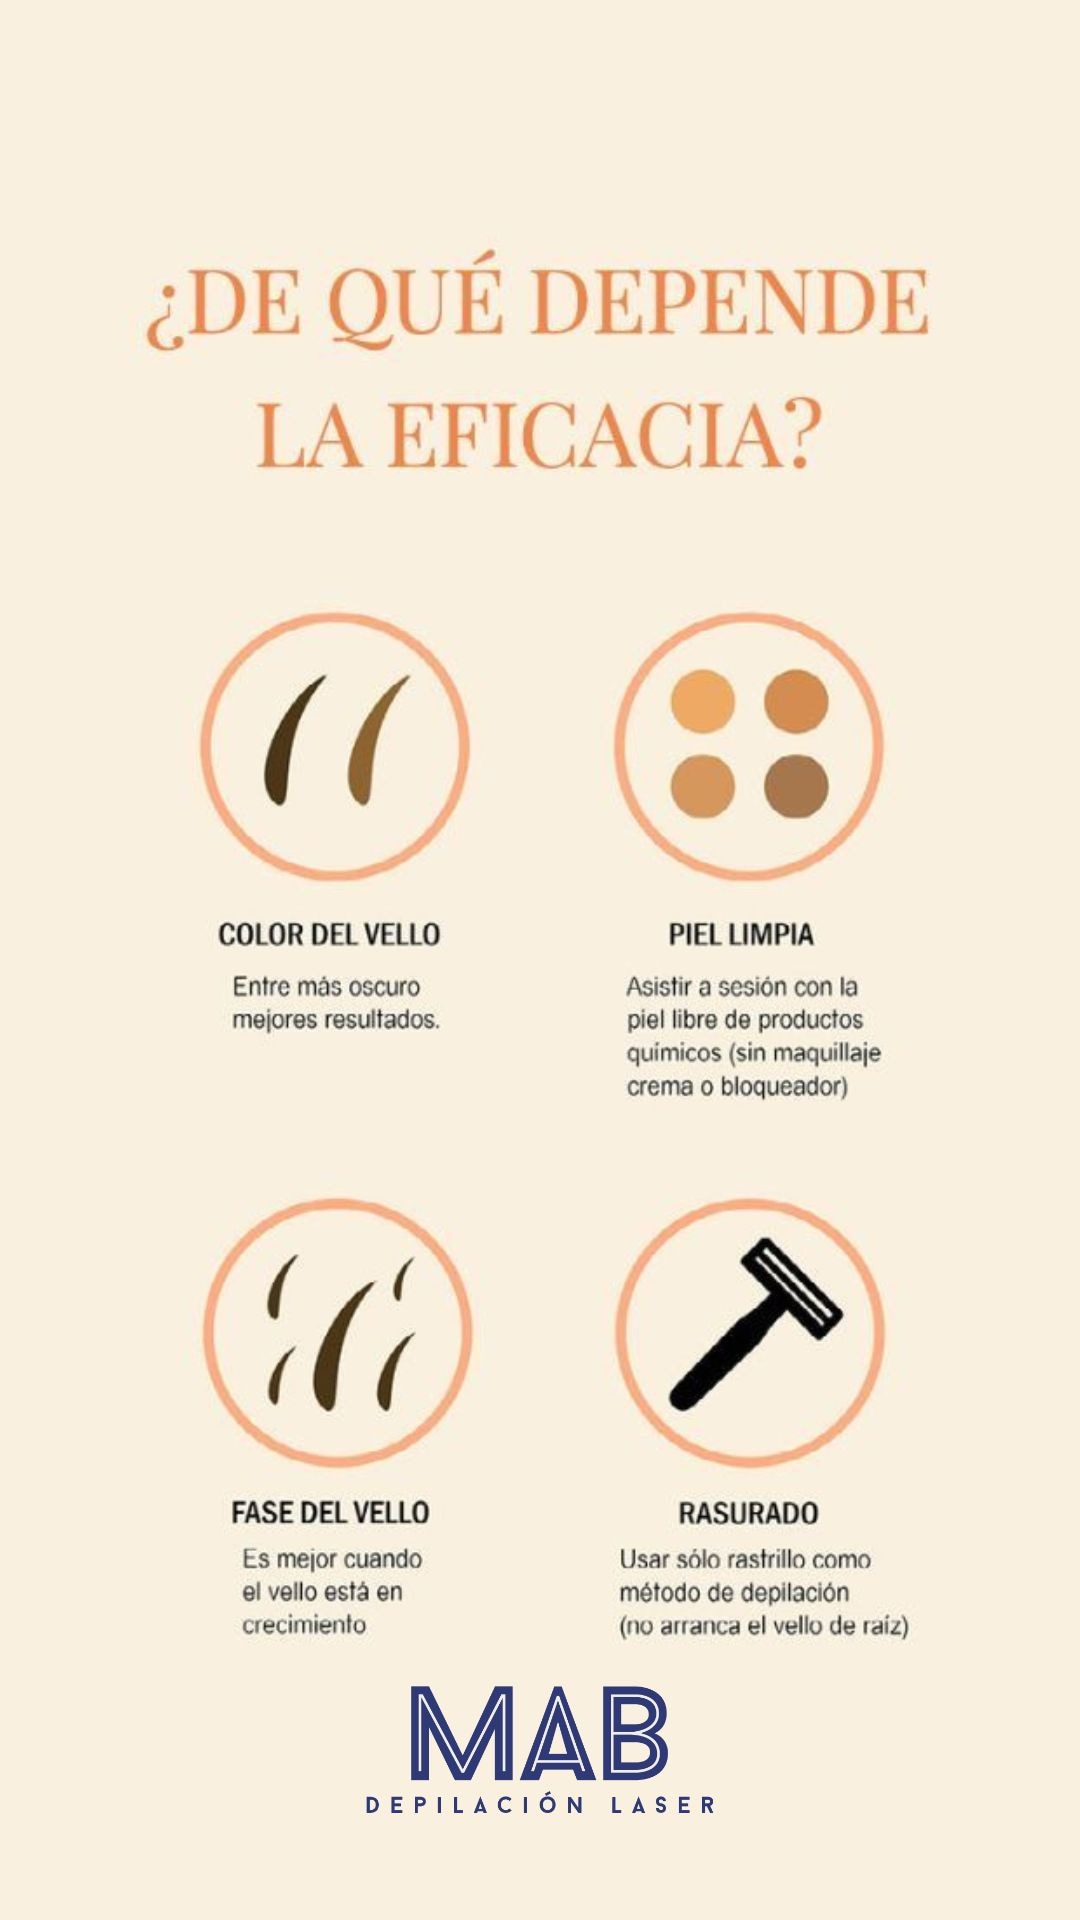 ¿DE QUÉ DEPENDE
LA EFICACIA?
COLOR DEL VELLO
Entre más oscuro
mejores resultados.
PIEL LIMPIA
Asistir a sesión con la
piel libre de productos
químicos (sin maquillaje
crema o bloqueador)
FASE DEL VELLO
Es mejor cuando
el vello está en
crecimiento
RASURADO
Usar sólo rastrillo como
método de depilación
(no arranca el vello de raíz)
MAB
DEPILACIÓN LASER